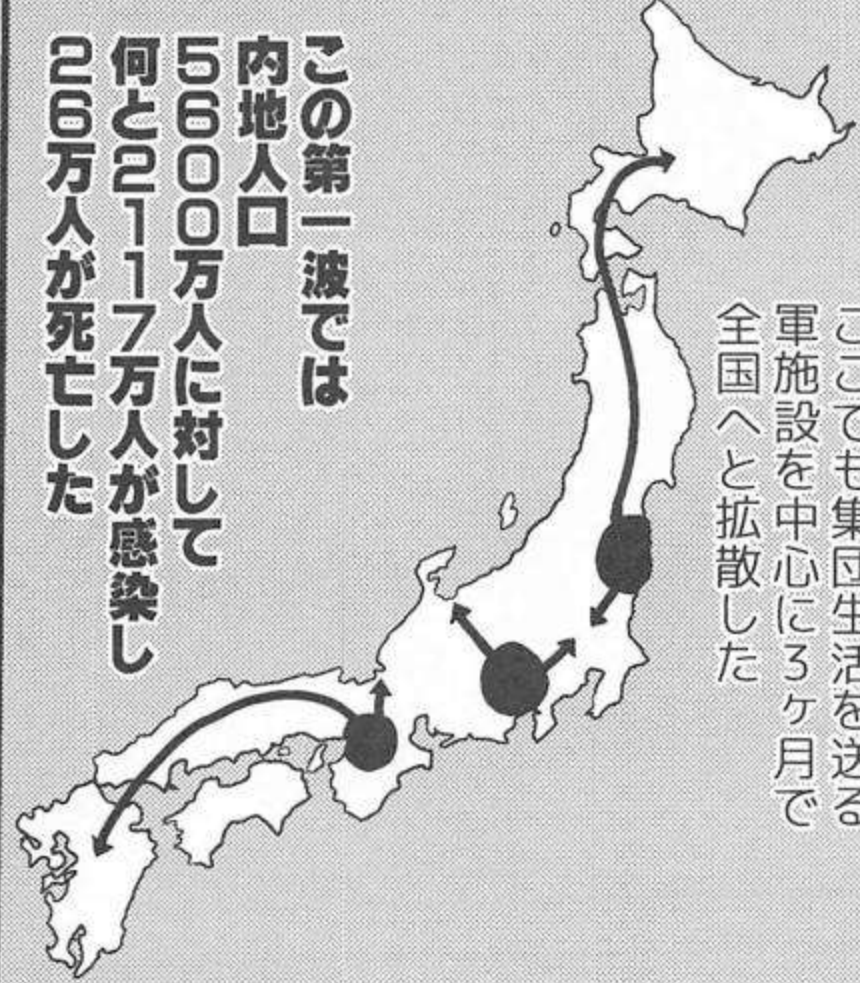 ここでも集団生活を送る
軍施設を中心に3ヶ月で
全国へと拡散した
この第一波では
内地人口
5600万人に対して
何と2117万人が感染し
26万人が死亡した